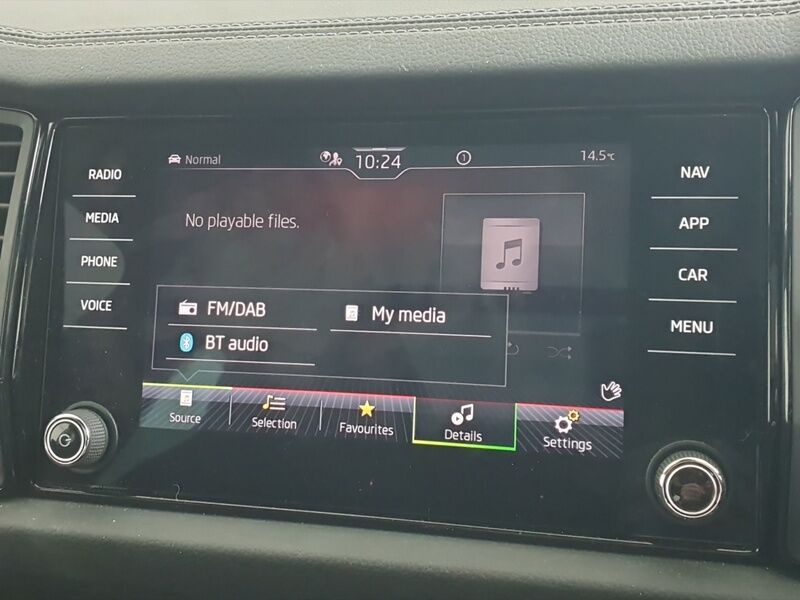 Normal
10:24
1
14.5°C
RADIO
MEDIA
PHONE
VOICE
No playable files.
FM/DAB
My media
BT audio
Source
Selection
Favourites
Details
Settings
NAV
APP
CAR
MENU